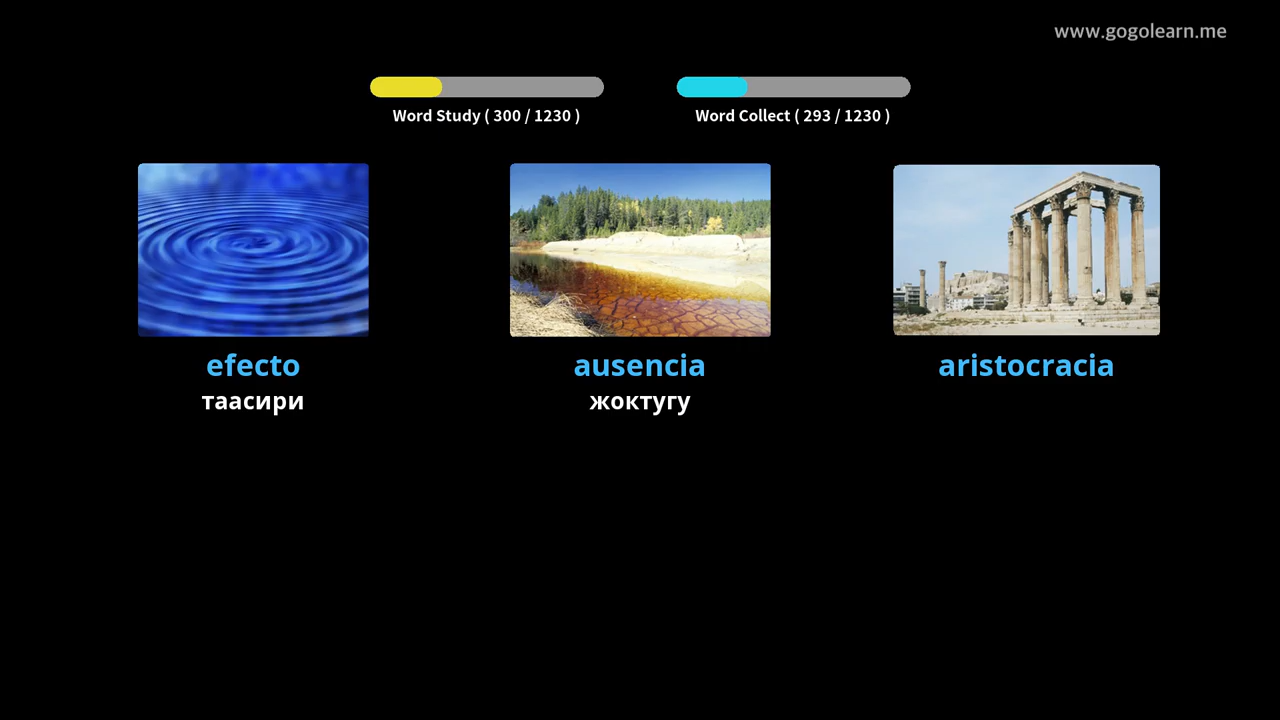 www.gogolearn.me
Word Study ( 300 / 1230 )
Word Collect ( 293 / 1230 )
efecto
таасири
ausencia
жоктугу
aristocracia